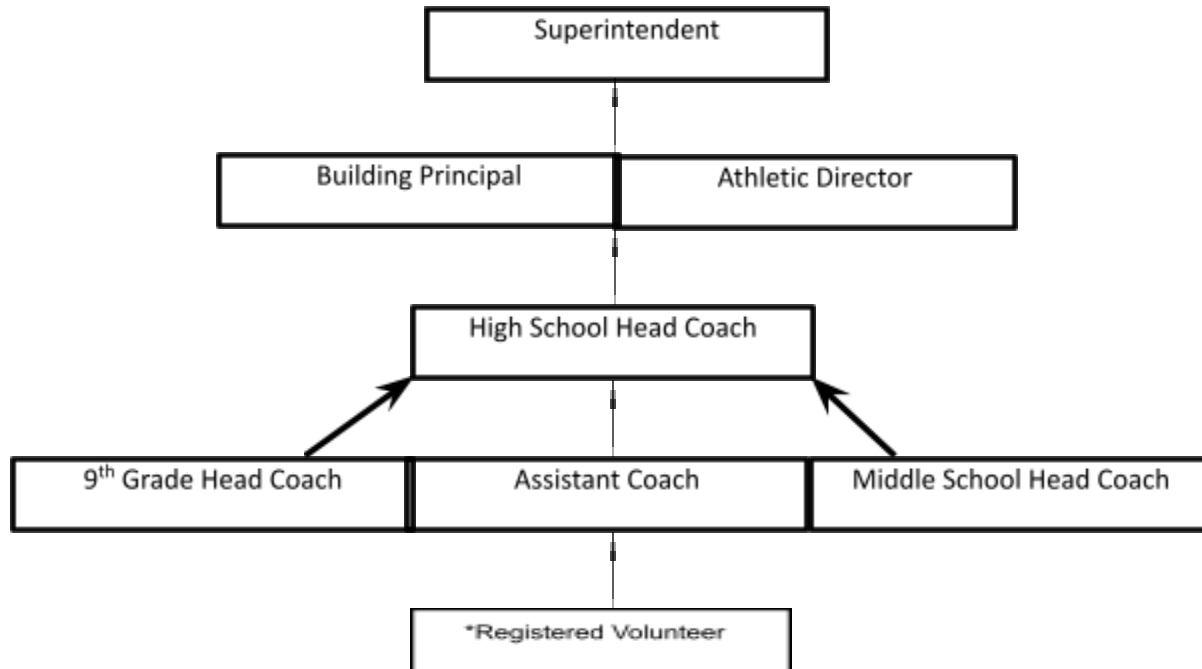 Superintendent
Building Principal
Athletic Director
High School Head Coach
9th Grade Head Coach
Assistant Coach
Middle School Head Coach
*Registered Volunteer